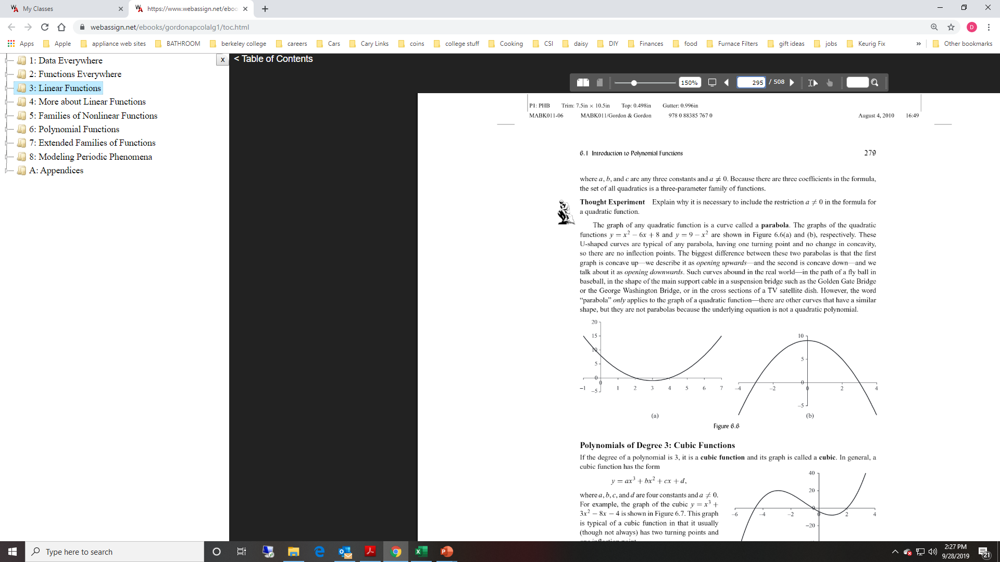 My Classes
https://www.webassign.net/eboo
webassign.net/ebooks/gordonapcolalg1/toc.html
D
Apps Apple appliance web sites BATHROOM berkeley college careers Cars Cary Links coins college stuff Cooking CSI daisy DIY Finances food Furnace Filters gift ideas jobs Keurig Fix » Other bookmarks
1: Data Everywhere
2: Functions Everywhere
3: Linear Functions
4: More about Linear Functions
5: Families of Nonlinear Functions
6: Polynomial Functions
7: Extended Families of Functions
8: Modeling Periodic Phenomena
A: Appendices
x
< Table of Contents
150% 295 / 508
P1: PHB Trim: 7.5in × 10.5in Top: 0.498in Gutter: 0.996in
MABK011-06 MABK011/Gordon & Gordon 978 0 88385 767 0 August 4, 2010 16:49
6.1 Introduction to Polynomial Functions 279
where a, b, and c are any three constants and a ≠ 0. Because there are three coefficients in the formula,
the set of all quadratics is a three-parameter family of functions.
Thought Experiment Explain why it is necessary to include the restriction a ≠ 0 in the formula for
a quadratic function.
The graph of any quadratic function is a curve called a parabola. The graphs of the quadratic
functions y = x² − 6x + 8 and y = 9 − x² are shown in Figure 6.6(a) and (b), respectively. These
U-shaped curves are typical of any parabola, having one turning point and no change in concavity,
so there are no inflection points. The biggest difference between these two parabolas is that the first
graph is concave up—we describe it as opening upwards—and the second is concave down—and we
talk about it as opening downwards. Such curves abound in the real world—in the path of a fly ball in
baseball, in the shape of the main support cable in a suspension bridge such as the Golden Gate Bridge
or the George Washington Bridge, or in the cross sections of a TV satellite dish. However, the word
“parabola” only applies to the graph of a quadratic function—there are other curves that have a similar
shape, but they are not parabolas because the underlying equation is not a quadratic polynomial.
20
15
10
5
0
−5
−1 0 1 2 3 4 5 6 7
(a)
10
5
0
−5
−4 −2 0 2 4
(b)
Figure 6.6
Polynomials of Degree 3: Cubic Functions
If the degree of a polynomial is 3, it is a cubic function and its graph is called a cubic. In general, a
cubic function has the form
y = ax³ + bx² + cx + d,
where a, b, c, and d are four constants and a ≠ 0.
For example, the graph of the cubic y = x³ +
3x² − 8x − 4 is shown in Figure 6.7. This graph
is typical of a cubic function in that it usually
(though not always) has two turning points and
one inflection point.
40
20
0
−20
−6 −4 −2 0 2 4
Type here to search
2:27 PM
9/28/2019
21